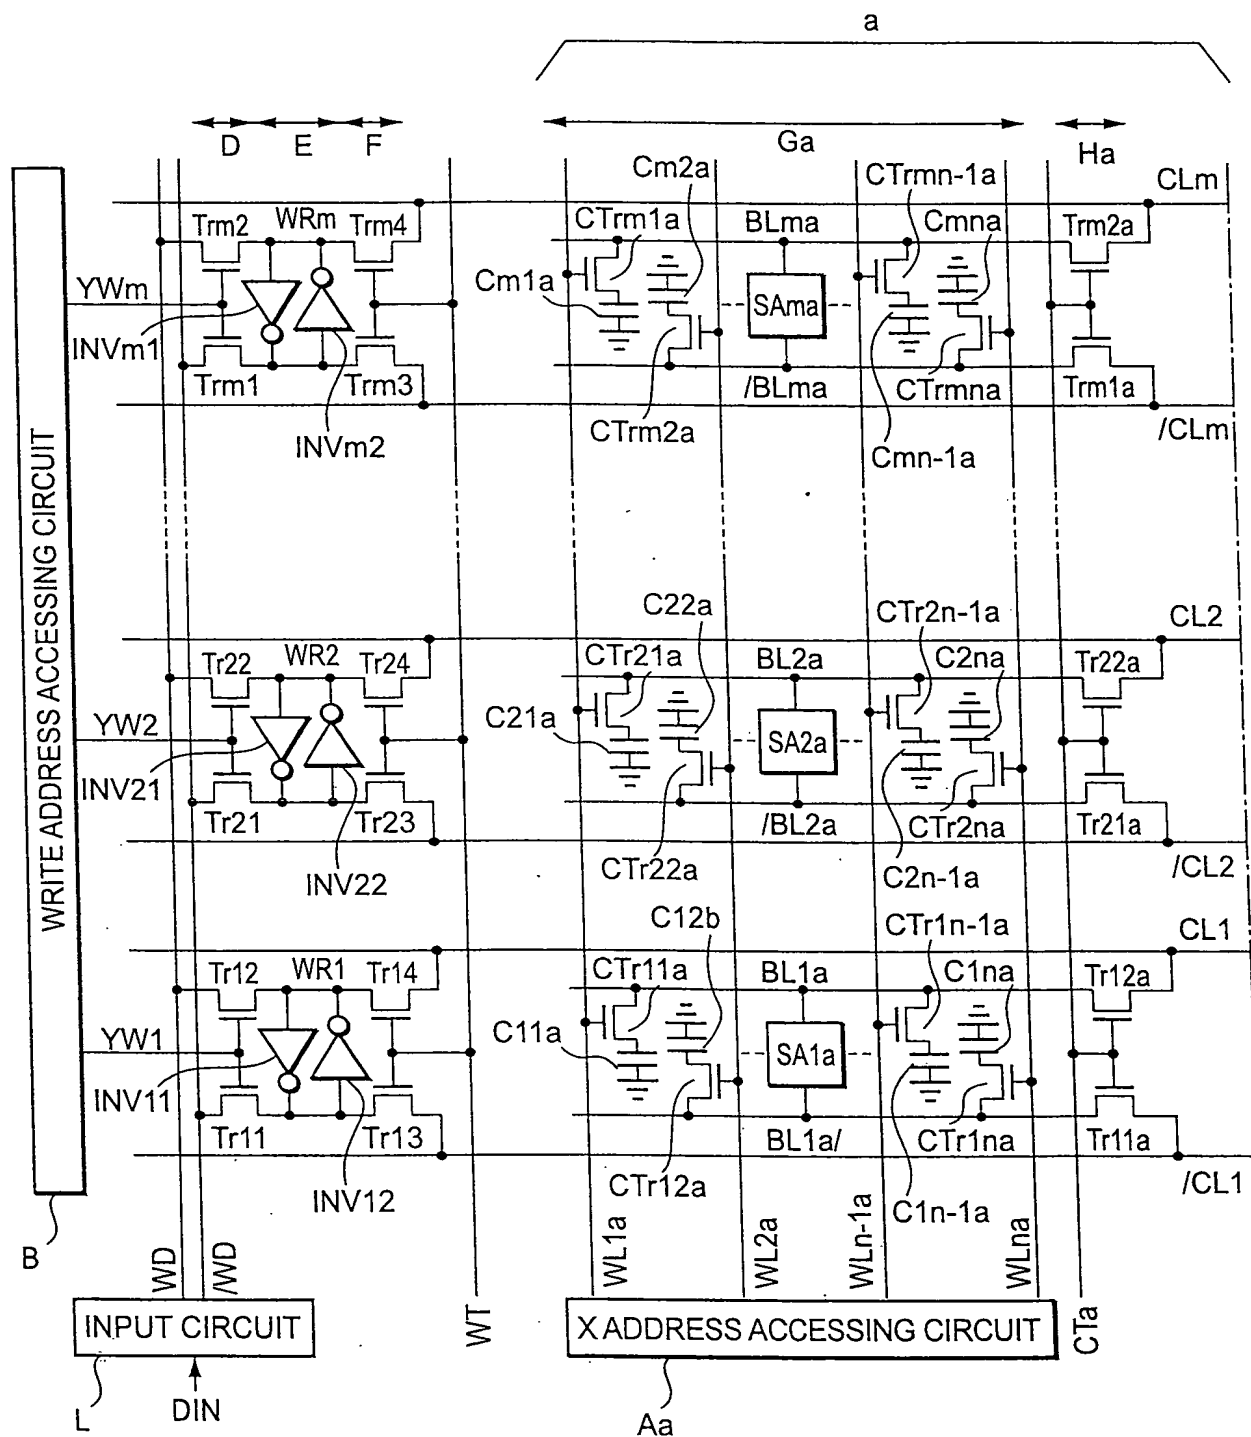 a
D E F Ga Ha
Cm2a CTrmn-1a CLm
Trm2 WRm Trm4 CTrm1a BLma Cmna Trm2a
YWm Cm1a SAma
INVm1
Trm1 Trm3 /BLma CTrmna Trm1a
INVm2 CTrm2a Cmn-1a /CLm
WRITE ADDRESS ACCESSING CIRCUIT
C22a CTr2n-1a CL2
Tr22 WR2 Tr24 CTr21a BL2a C2na Tr22a
YW2 C21a SA2a
INV21
Tr21 Tr23 /BL2a CTr2na Tr21a
INV22 CTr22a C2n-1a /CL2
C12b CTr1n-1a CL1
Tr12 WR1 Tr14 CTr11a BL1a C1na Tr12a
YW1 C11a SA1a
INV11
Tr11 Tr13 BL1a/ CTr1na Tr11a
INV12 CTr12a C1n-1a /CL1
B WD /WD WT WL1a WL2a WLn-1a WLna CTa
INPUT CIRCUIT X ADDRESS ACCESSING CIRCUIT
L DIN Aa